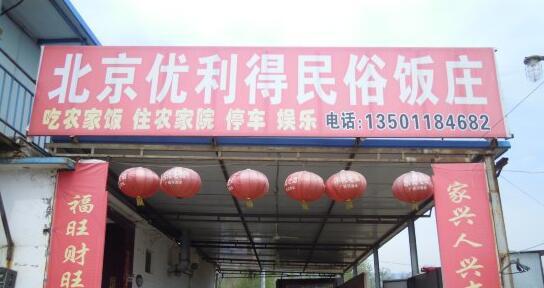 北京优利得民俗饭庄
吃农家饭 住农家院 停车 娱乐 电话:13501184682
福旺财旺
家兴人兴